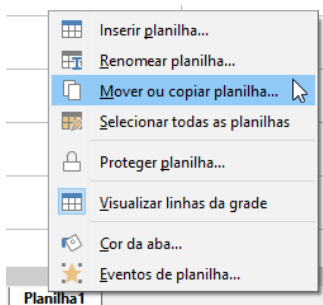 Inserir planilha...
Renomear planilha...
Mover ou copiar planilha...
Selecionar todas as planilhas
Proteger planilha...
Visualizar linhas da grade
Cor da aba...
Eventos de planilha...
Planilha1